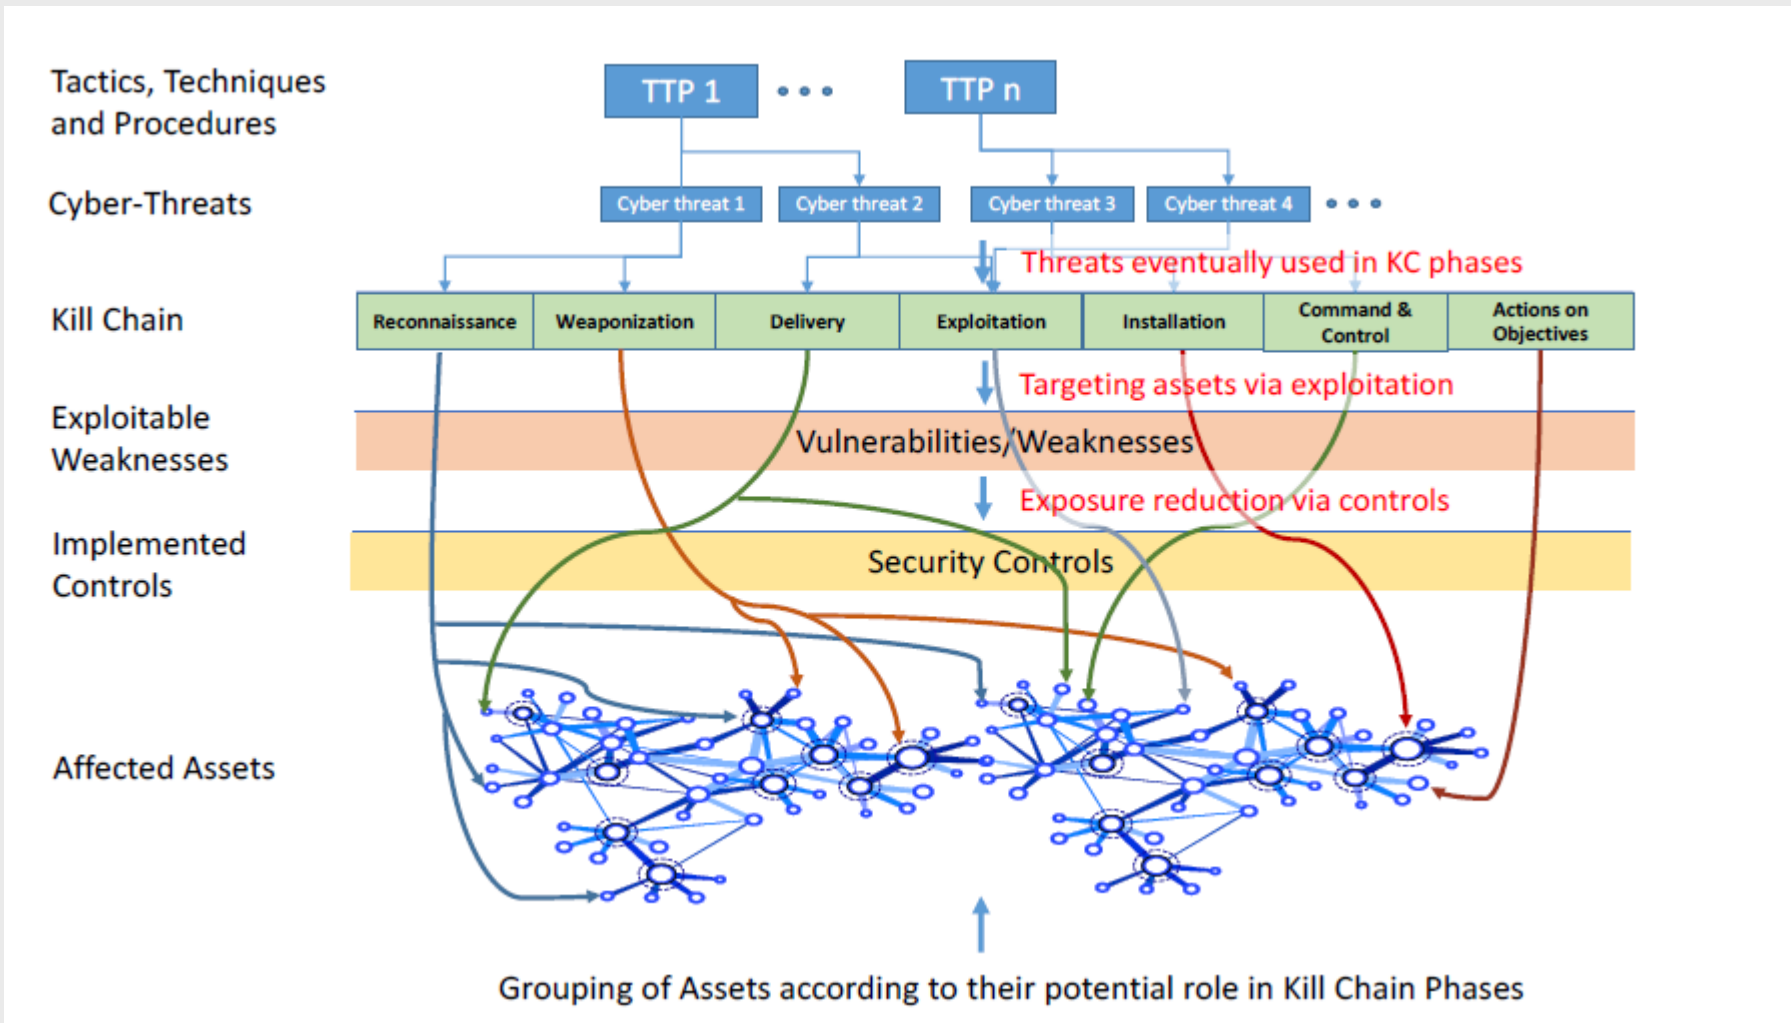 Tactics, Techniques
and Procedures
TTP 1
TTP n
Cyber-Threats
Cyber threat 1
Cyber threat 2
Cyber threat 3
Cyber threat 4
Threats eventually used in KC phases
Kill Chain
Reconnaissance
Weaponization
Delivery
Exploitation
Installation
Command &
Control
Actions on
Objectives
Targeting assets via exploitation
Exploitable
Weaknesses
Vulnerabilities/Weaknesses
Exposure reduction via controls
Implemented
Controls
Security Controls
Affected Assets
Grouping of Assets according to their potential role in Kill Chain Phases